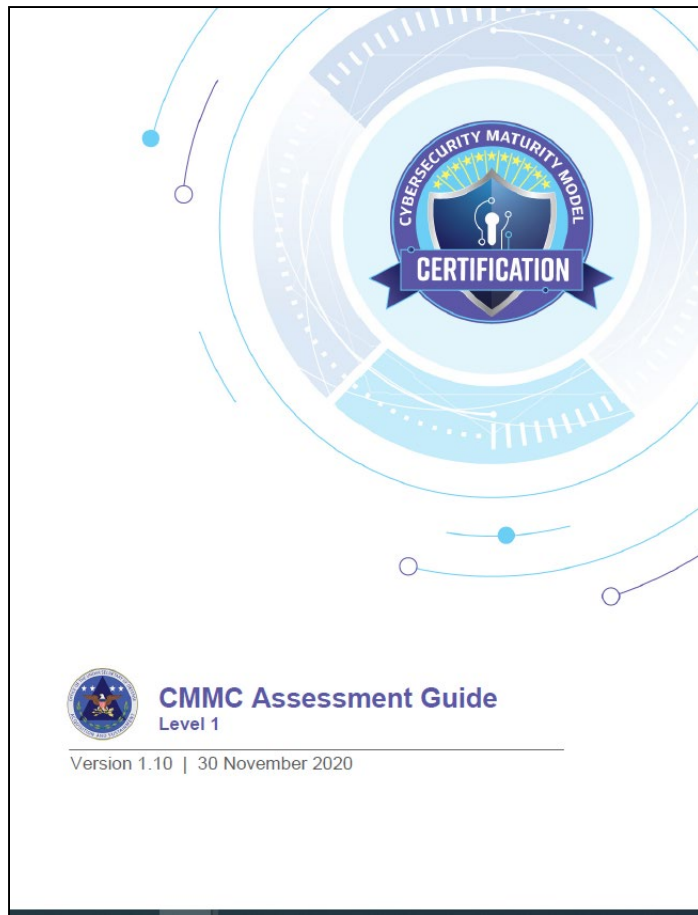 CYBERSECURITY MATURITY MODEL
CERTIFICATION
CMMC Assessment Guide
Level 1
Version 1.10 | 30 November 2020